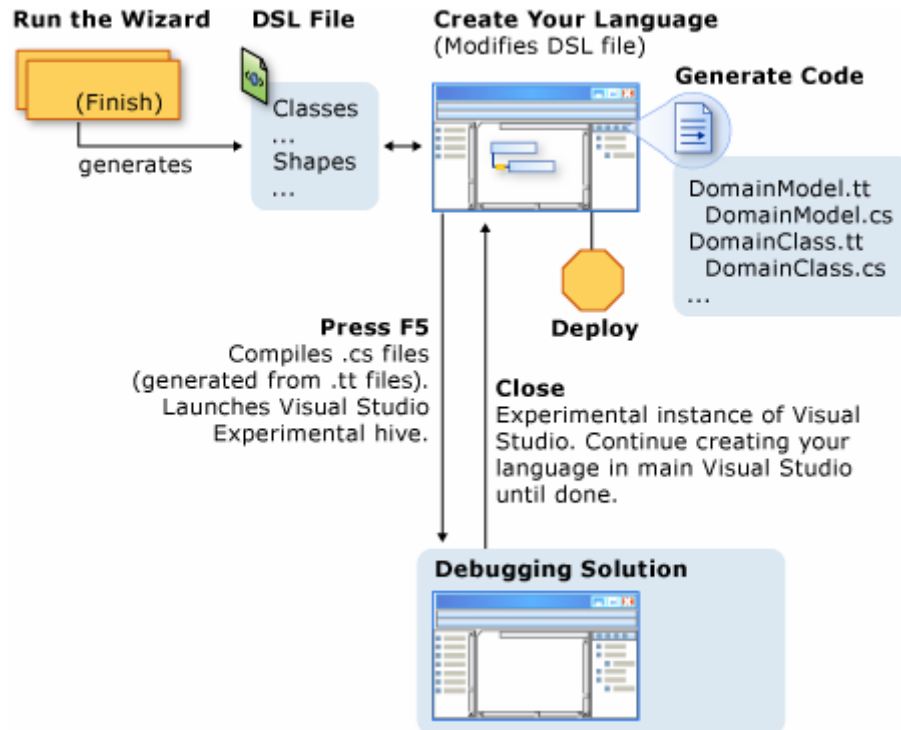 Run the Wizard
(Finish)
generates
DSL File
Classes
...
Shapes
...
Create Your Language
(Modifies DSL file)
Generate Code
DomainModel.tt
DomainModel.cs
DomainClass.tt
DomainClass.cs
...
Deploy
Press F5
Compiles .cs files
(generated from .tt files).
Launches Visual Studio
Experimental hive.
Close
Experimental instance of Visual
Studio. Continue creating your
language in main Visual Studio
until done.
Debugging Solution